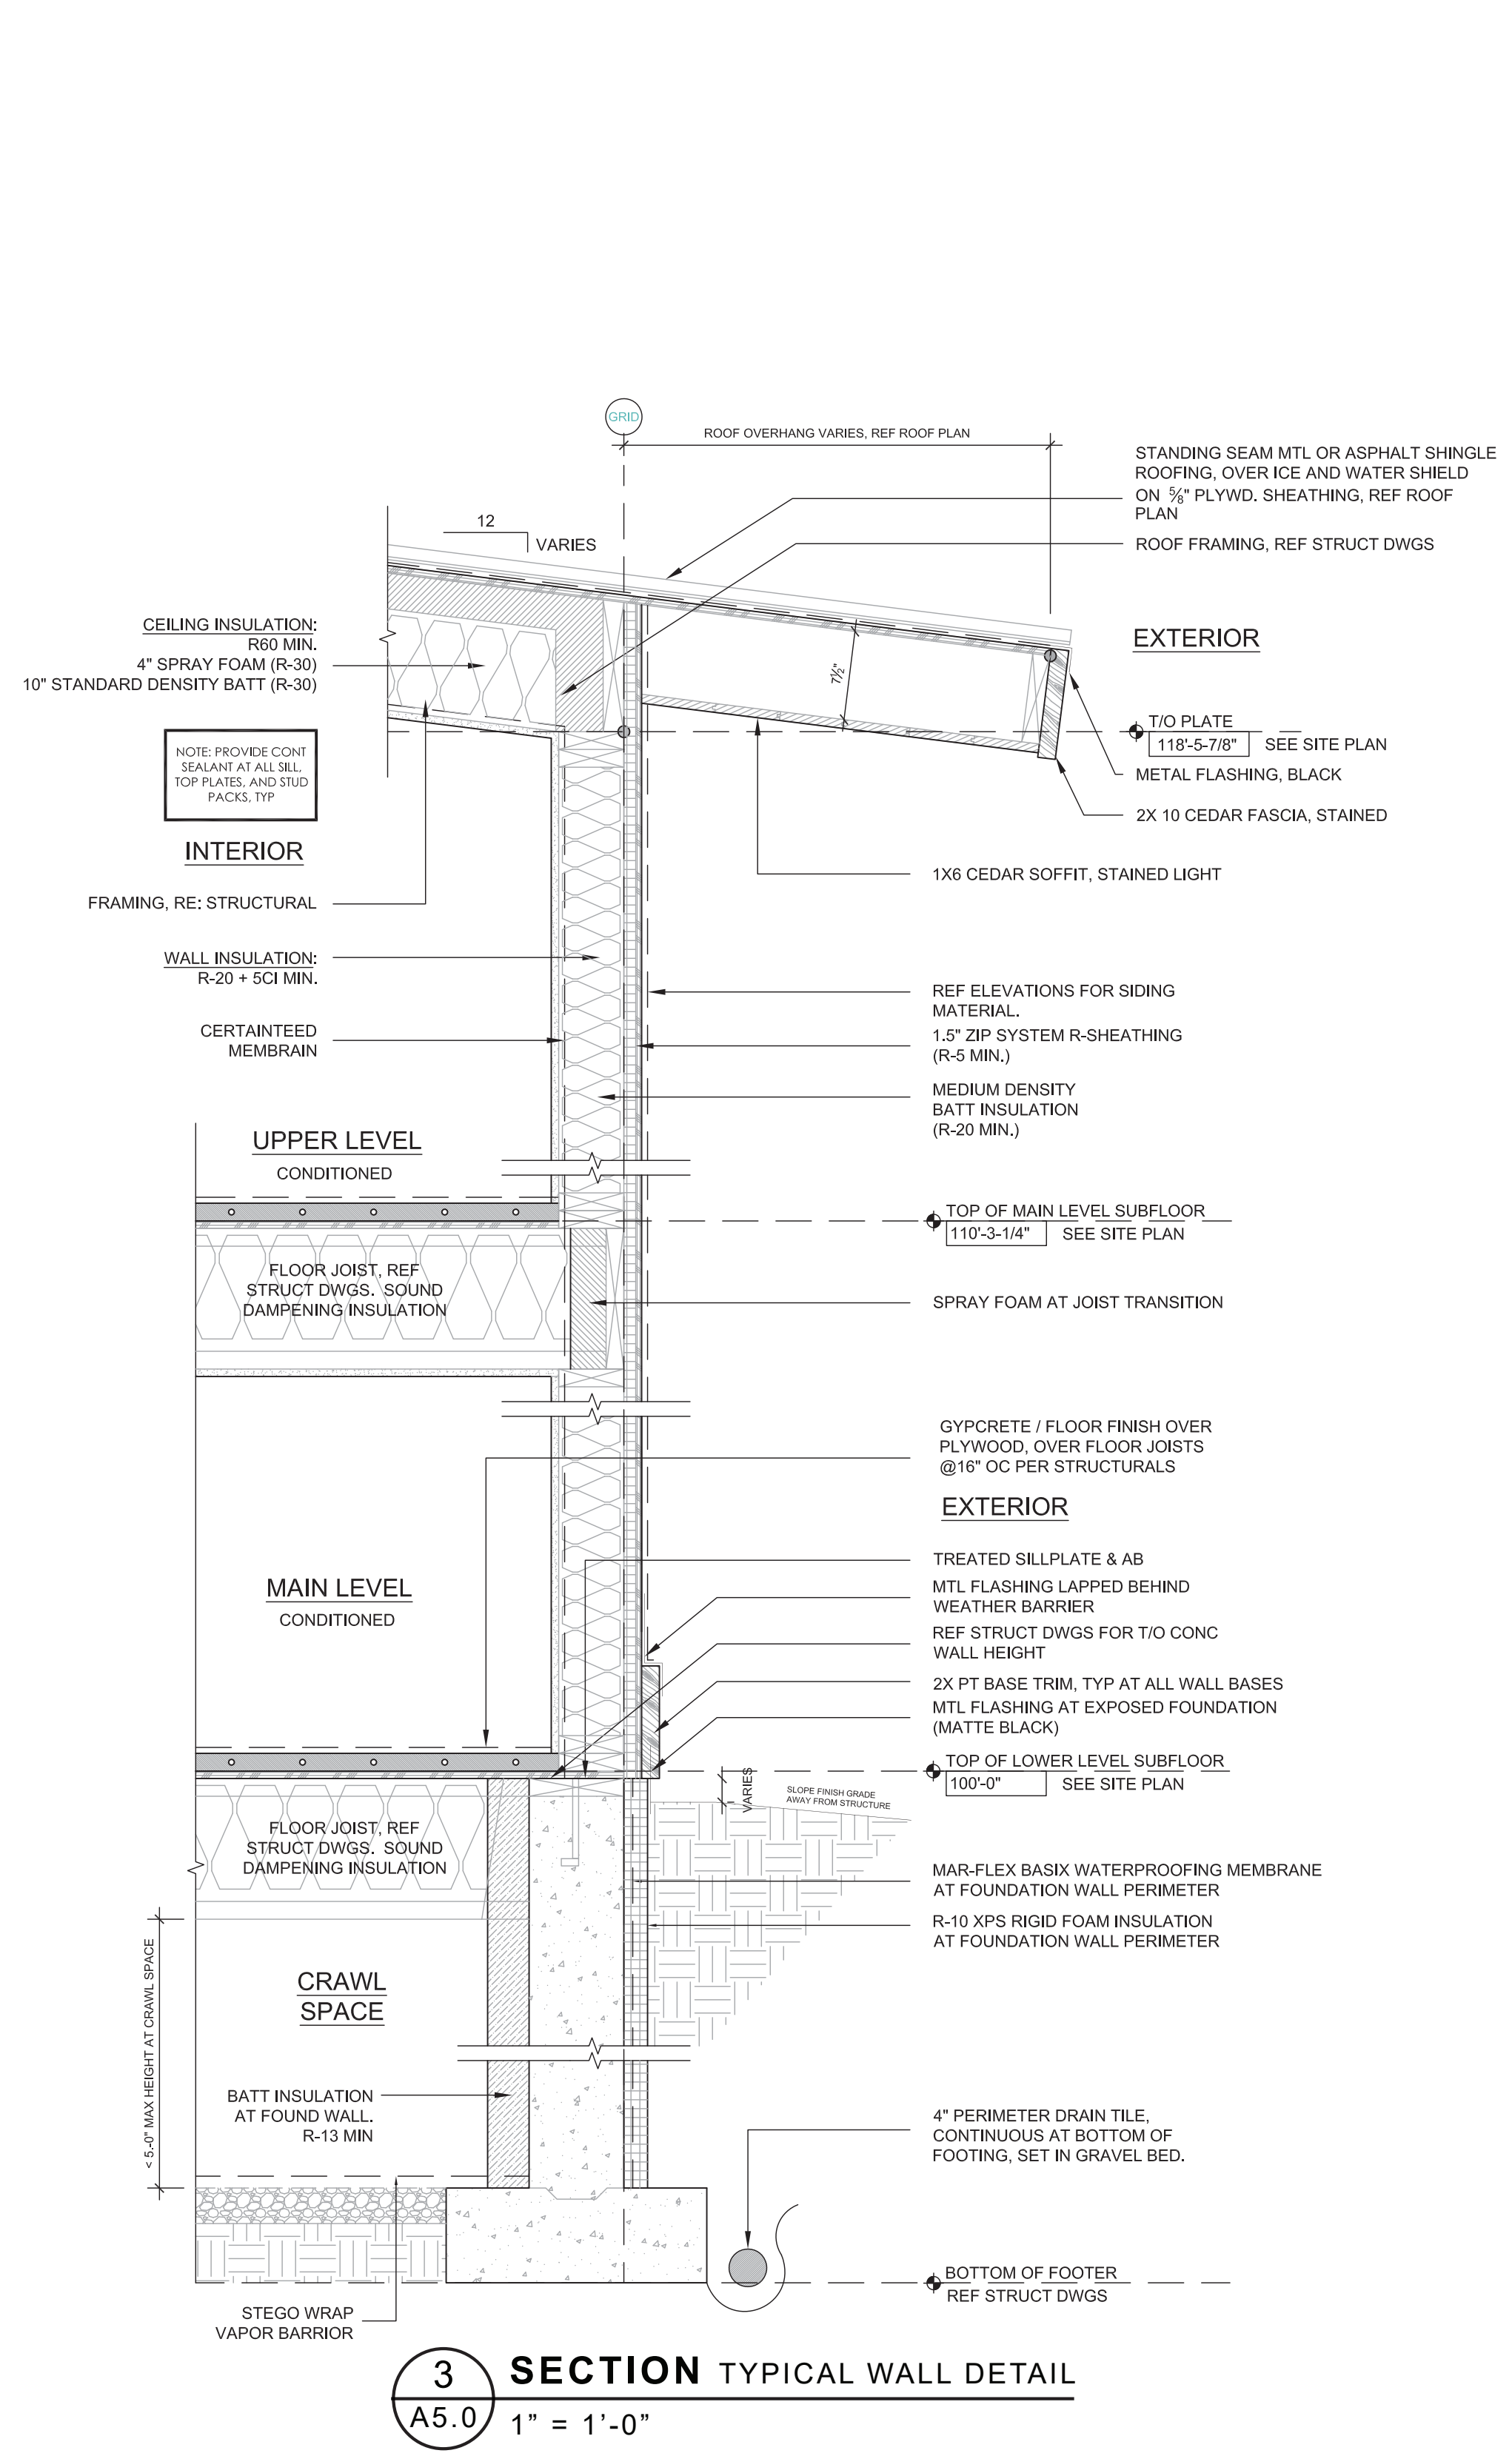 GRID
ROOF OVERHANG VARIES, REF ROOF PLAN
STANDING SEAM MTL OR ASPHALT SHINGLE
ROOFING, OVER ICE AND WATER SHIELD
ON ⅝" PLYWD. SHEATHING, REF ROOF
PLAN
12
VARIES
ROOF FRAMING, REF STRUCT DWGS
CEILING INSULATION:
R60 MIN.
4" SPRAY FOAM (R-30)
10" STANDARD DENSITY BATT (R-30)
EXTERIOR
7½"
T/O PLATE
118'-5-7/8" SEE SITE PLAN
METAL FLASHING, BLACK
2X 10 CEDAR FASCIA, STAINED
NOTE: PROVIDE CONT
SEALANT AT ALL SILL,
TOP PLATES, AND STUD
PACKS, TYP
INTERIOR
1X6 CEDAR SOFFIT, STAINED LIGHT
FRAMING, RE: STRUCTURAL
WALL INSULATION:
R-20 + 5CI MIN.
REF ELEVATIONS FOR SIDING
MATERIAL.
CERTAINTEED
MEMBRAIN
1.5" ZIP SYSTEM R-SHEATHING
(R-5 MIN.)
MEDIUM DENSITY
BATT INSULATION
(R-20 MIN.)
UPPER LEVEL
CONDITIONED
TOP OF MAIN LEVEL SUBFLOOR
110'-3-1/4" SEE SITE PLAN
FLOOR JOIST, REF
STRUCT DWGS. SOUND
DAMPENING INSULATION
SPRAY FOAM AT JOIST TRANSITION
GYPCRETE / FLOOR FINISH OVER
PLYWOOD, OVER FLOOR JOISTS
@16" OC PER STRUCTURALS
EXTERIOR
TREATED SILLPLATE & AB
MAIN LEVEL
CONDITIONED
MTL FLASHING LAPPED BEHIND
WEATHER BARRIER
REF STRUCT DWGS FOR T/O CONC
WALL HEIGHT
2X PT BASE TRIM, TYP AT ALL WALL BASES
MTL FLASHING AT EXPOSED FOUNDATION
(MATTE BLACK)
TOP OF LOWER LEVEL SUBFLOOR
100'-0" SEE SITE PLAN
VARIES
SLOPE FINISH GRADE
AWAY FROM STRUCTURE
FLOOR JOIST, REF
STRUCT DWGS. SOUND
DAMPENING INSULATION
MAR-FLEX BASIX WATERPROOFING MEMBRANE
AT FOUNDATION WALL PERIMETER
R-10 XPS RIGID FOAM INSULATION
AT FOUNDATION WALL PERIMETER
CRAWL
SPACE
< 5.-0" MAX HEIGHT AT CRAWL SPACE
BATT INSULATION
AT FOUND WALL.
R-13 MIN
4" PERIMETER DRAIN TILE,
CONTINUOUS AT BOTTOM OF
FOOTING, SET IN GRAVEL BED.
BOTTOM OF FOOTER
REF STRUCT DWGS
STEGO WRAP
VAPOR BARRIER
3
A5.0
SECTION TYPICAL WALL DETAIL
1” = 1’-0”